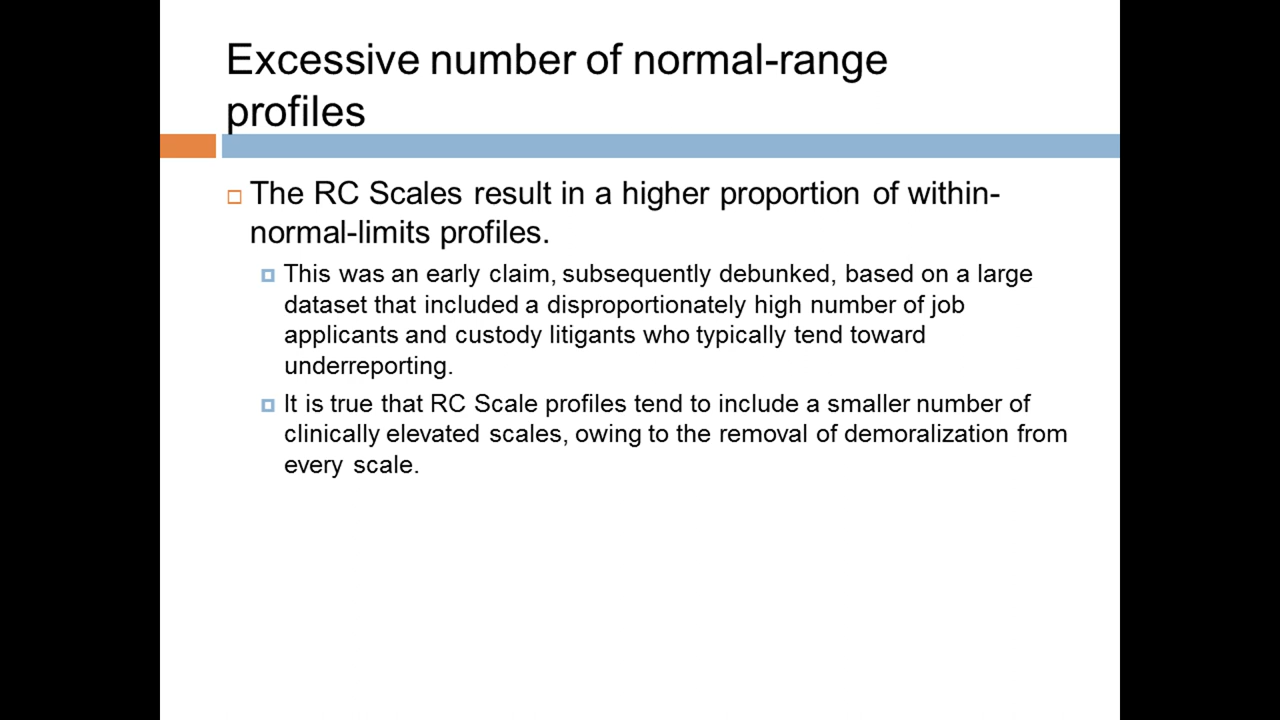 Excessive number of normal-range
profiles
The RC Scales result in a higher proportion of within-
normal-limits profiles.
This was an early claim, subsequently debunked, based on a large
dataset that included a disproportionately high number of job
applicants and custody litigants who typically tend toward
underreporting.
It is true that RC Scale profiles tend to include a smaller number of
clinically elevated scales, owing to the removal of demoralization from
every scale.